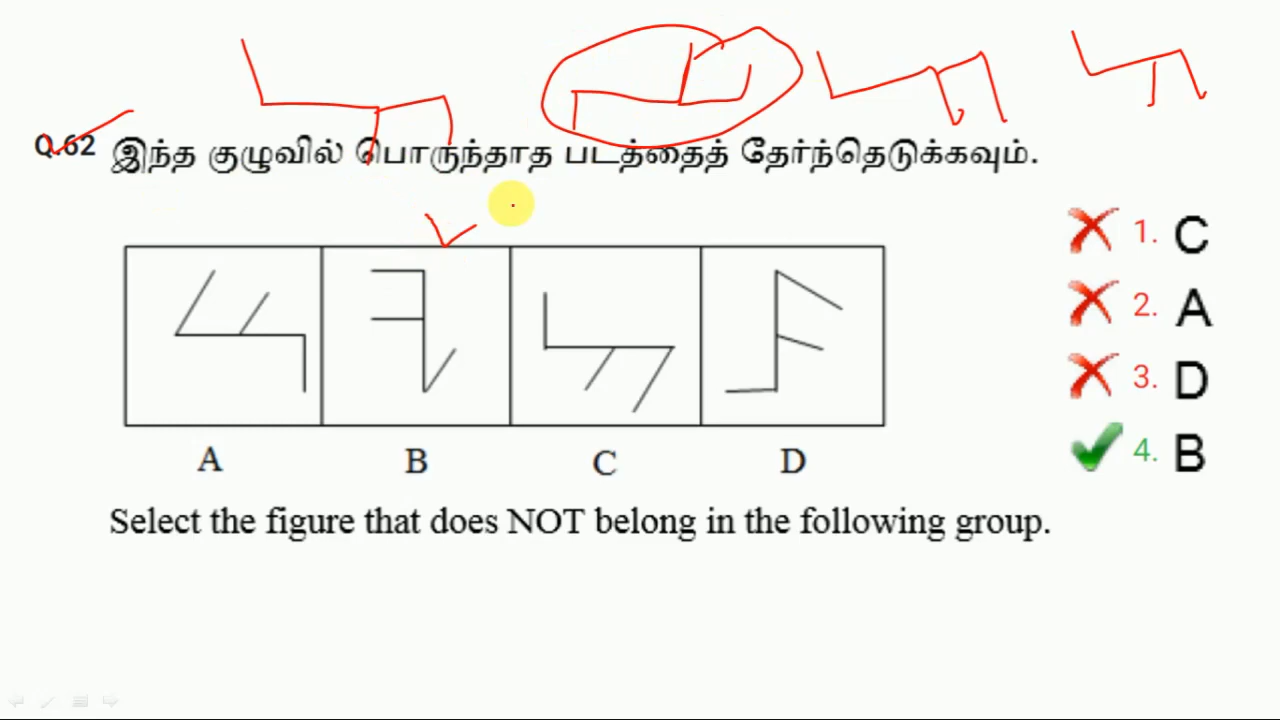 Q.62 இந்த குழுவில் பொருந்தாத படத்தைத் தேர்ந்தெடுக்கவும்.
1. C
2. A
3. D
4. B
A B C D
Select the figure that does NOT belong in the following group.